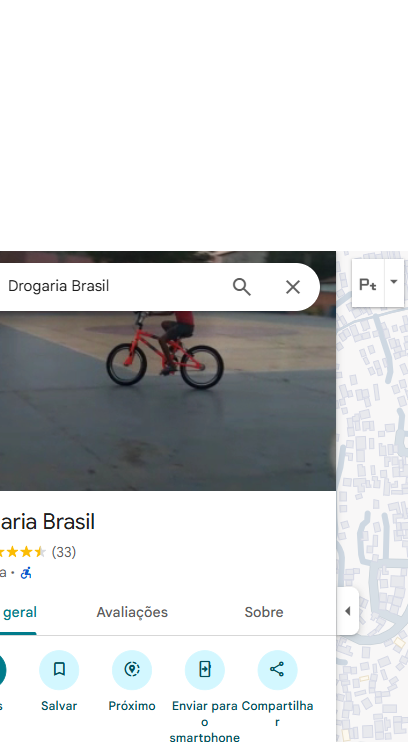 Drogaria Brasil
Pt
aria Brasil
(33)
a •
geral Avaliações Sobre
s Salvar Próximo Enviar para o smartphone Compartilhar